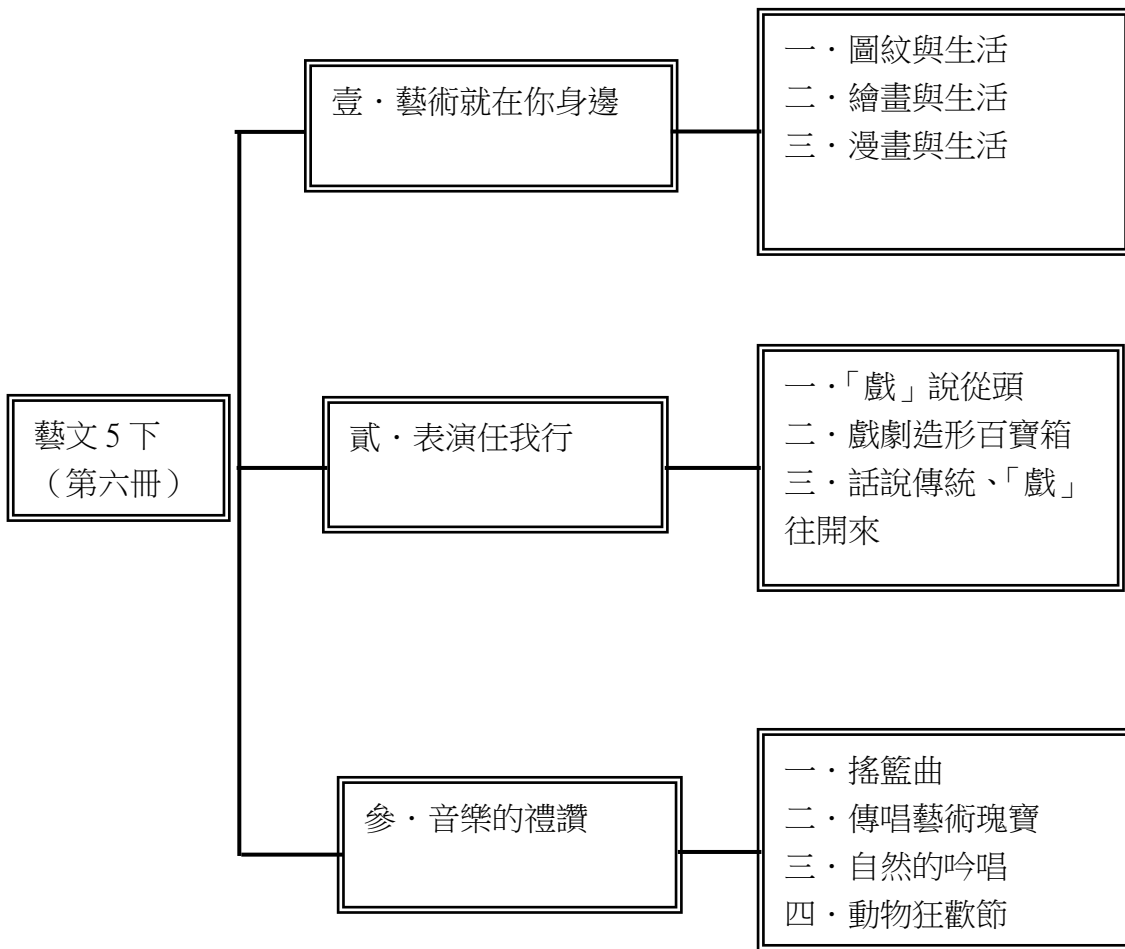 藝文5下
（第六冊）
壹．藝術就在你身邊
一．圖紋與生活
二．繪畫與生活
三．漫畫與生活
貳．表演任我行
一．「戲」說從頭
二．戲劇造形百寶箱
三．話說傳統、「戲」
往開來
參．音樂的禮讚
一．搖籃曲
二．傳唱藝術瑰寶
三．自然的吟唱
四．動物狂歡節